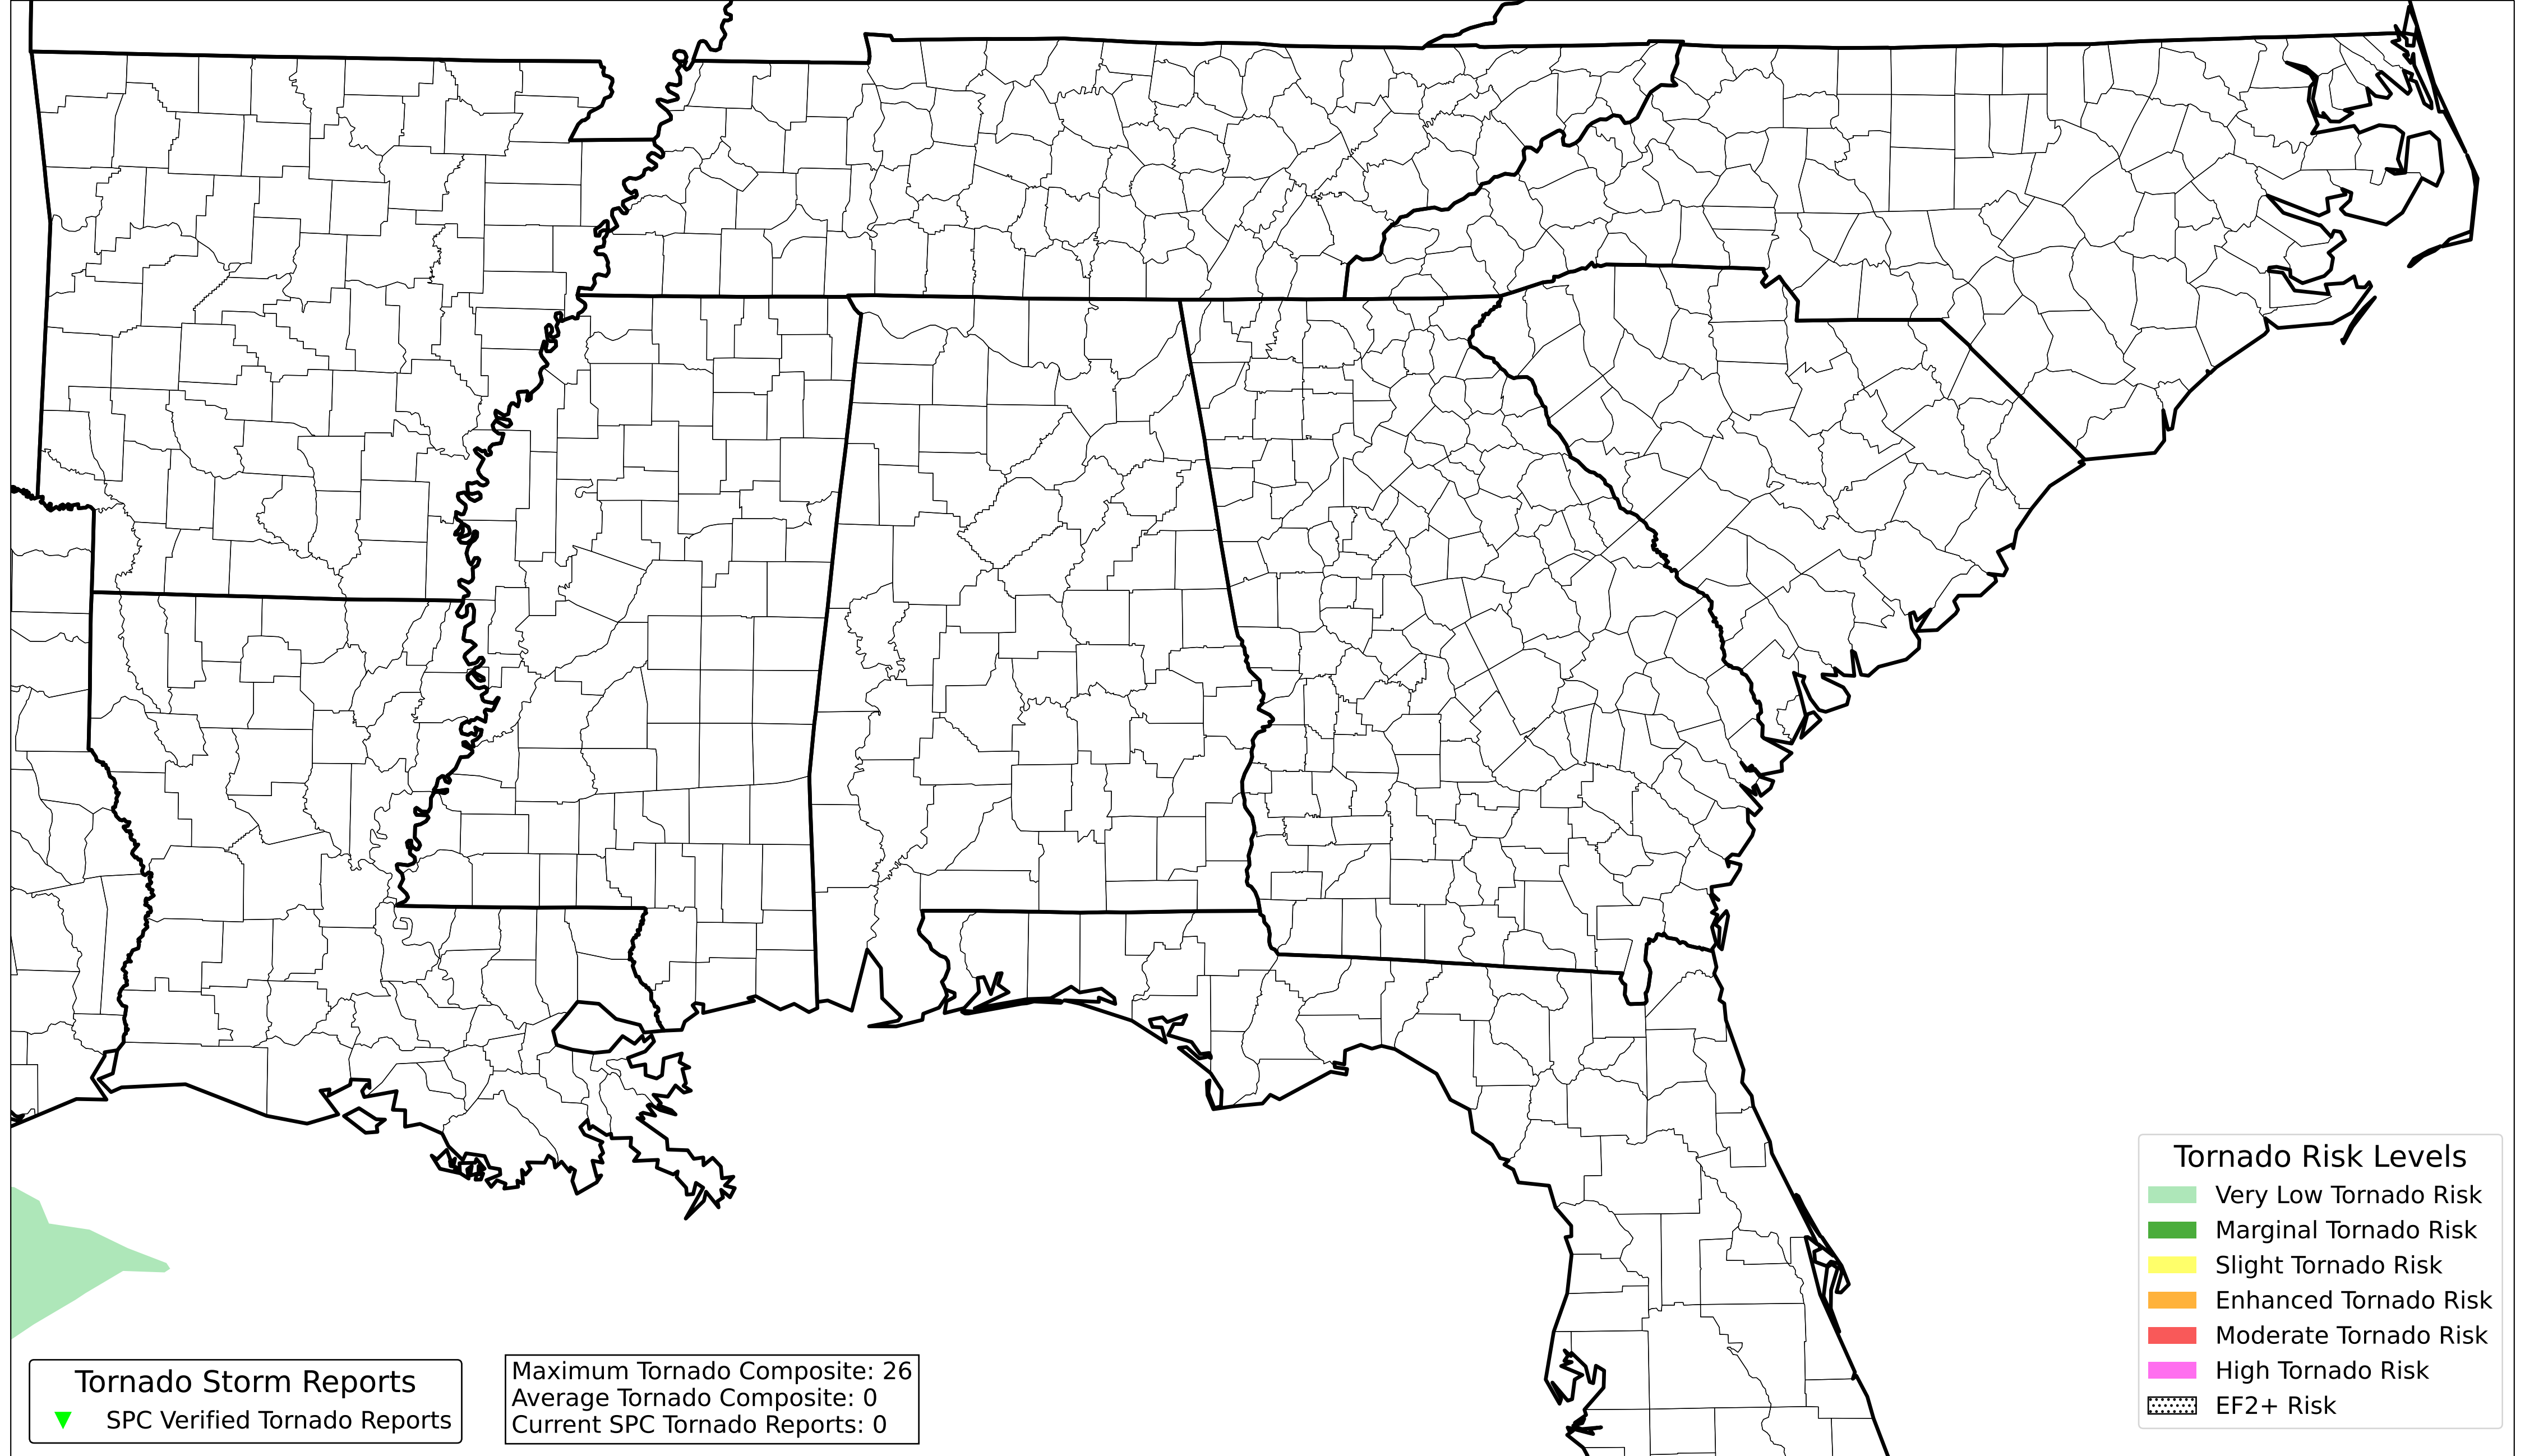 Tornado Storm Reports
SPC Verified Tornado Reports
Maximum Tornado Composite: 26
Average Tornado Composite: 0
Current SPC Tornado Reports: 0
Tornado Risk Levels
Very Low Tornado Risk
Marginal Tornado Risk
Slight Tornado Risk
Enhanced Tornado Risk
Moderate Tornado Risk
High Tornado Risk
EF2+ Risk